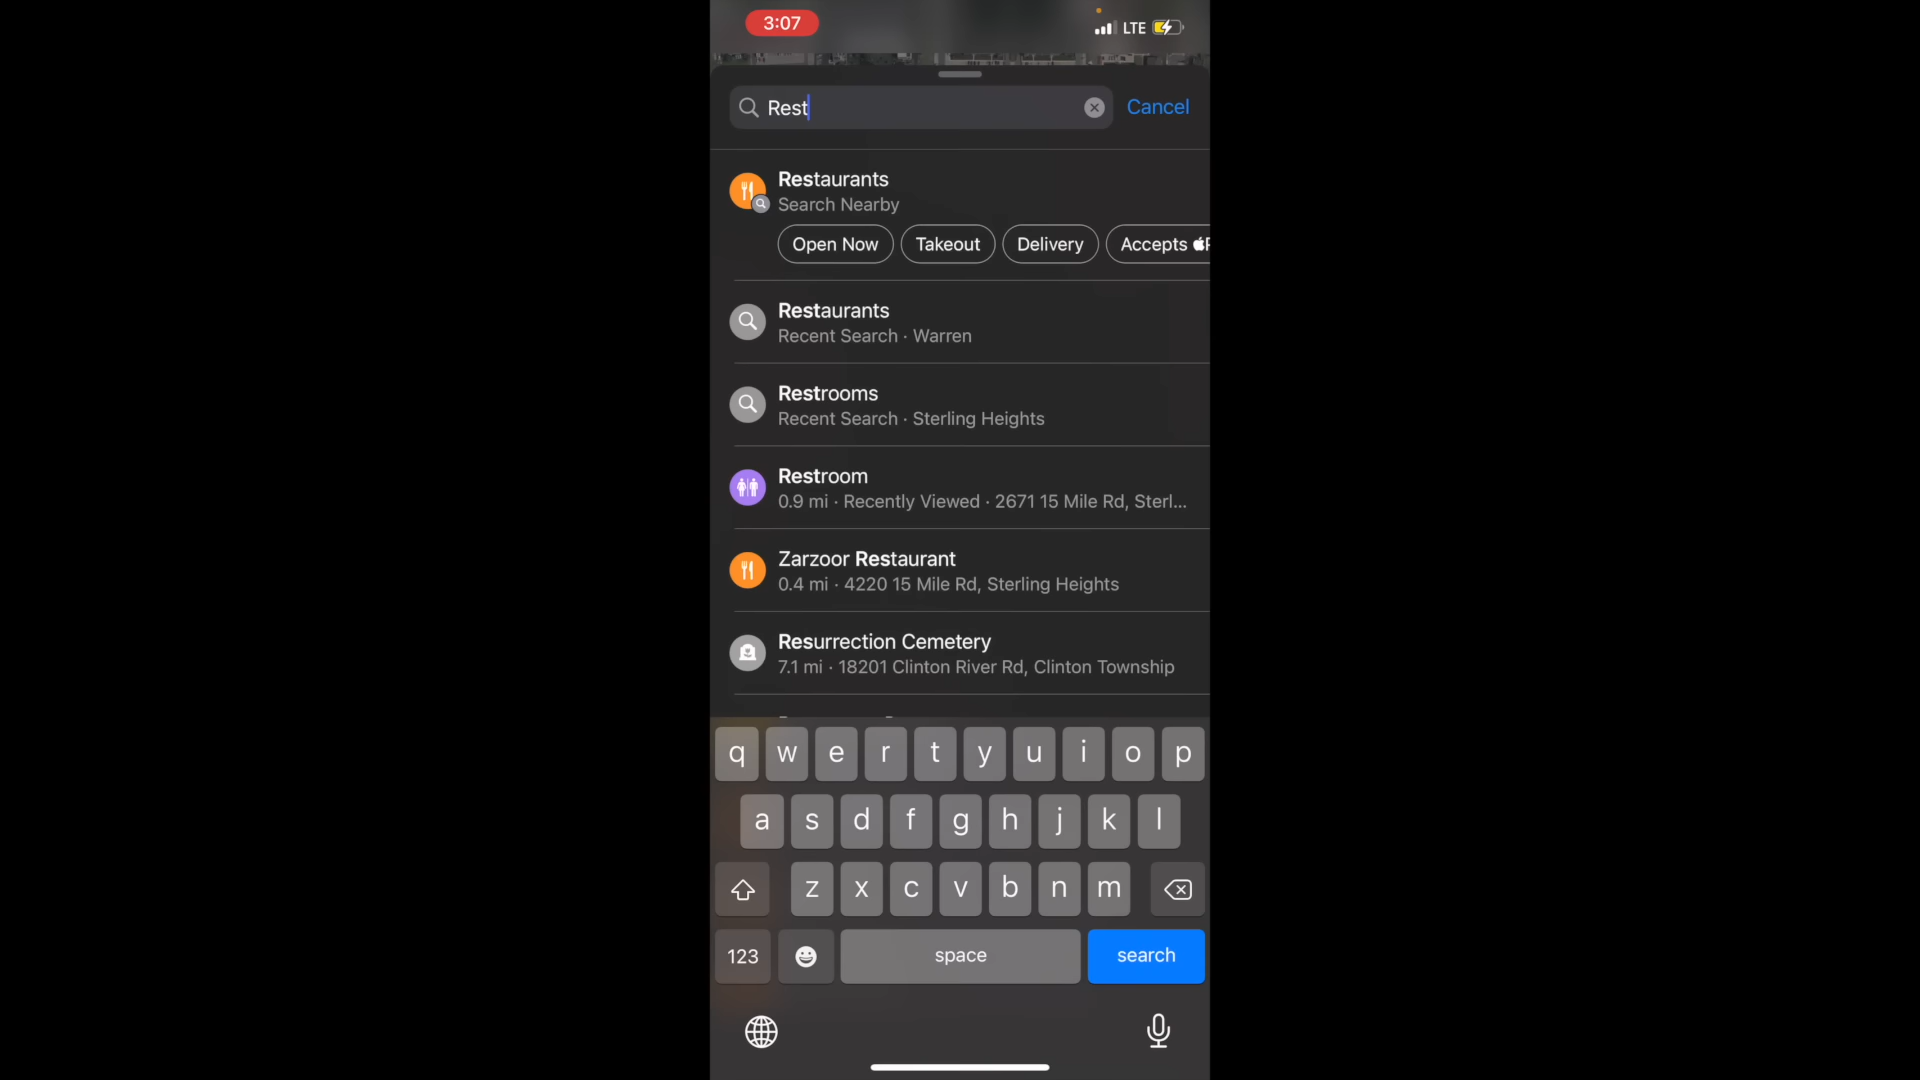 3:07
LTE
Rest
Cancel
Restaurants
Search Nearby
Open Now
Takeout
Delivery
Accepts
Restaurants
Recent Search · Warren
Restrooms
Recent Search · Sterling Heights
Restroom
0.9 mi · Recently Viewed · 2671 15 Mile Rd, Sterl...
Zarzoor Restaurant
0.4 mi · 4220 15 Mile Rd, Sterling Heights
Resurrection Cemetery
7.1 mi · 18201 Clinton River Rd, Clinton Township
q w e r t y u i o p
a s d f g h j k l
z x c v b n m
123
space
search